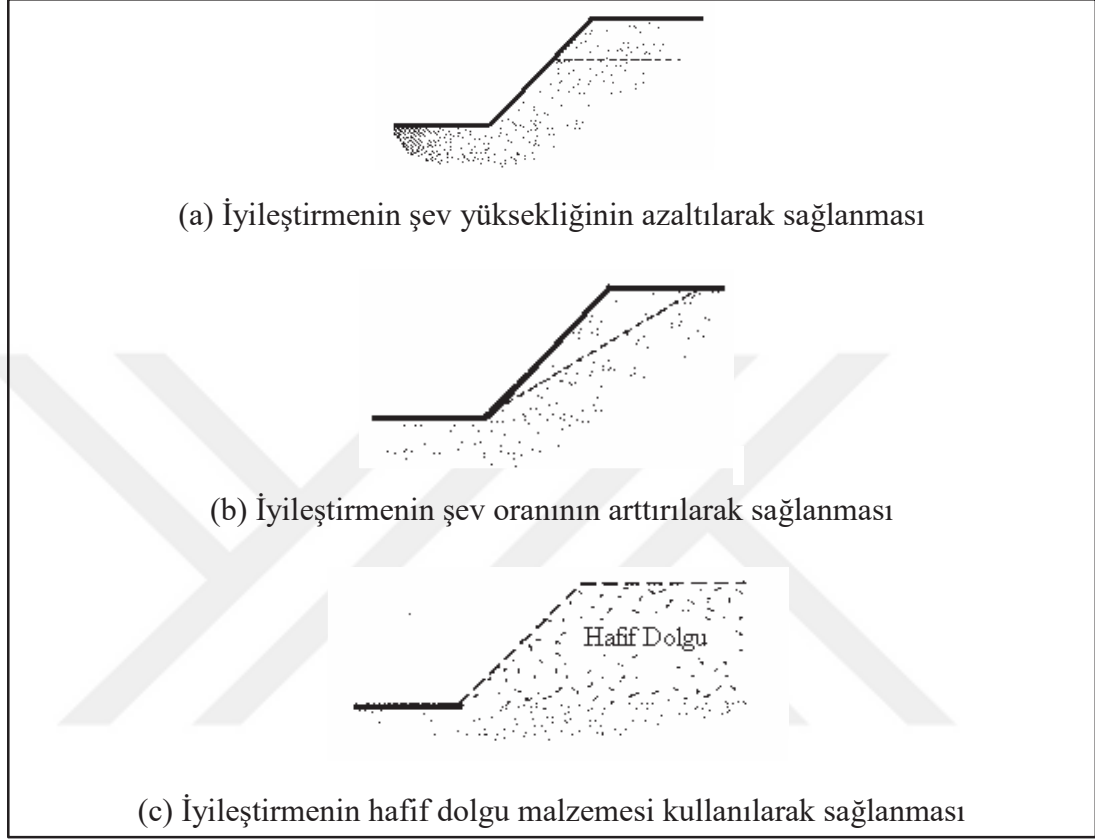 (a) İyileştirmenin şev yüksekliğinin azaltılarak sağlanması
(b) İyileştirmenin şev oranının arttırılarak sağlanması
Hafif Dolgu
(c) İyileştirmenin hafif dolgu malzemesi kullanılarak sağlanması